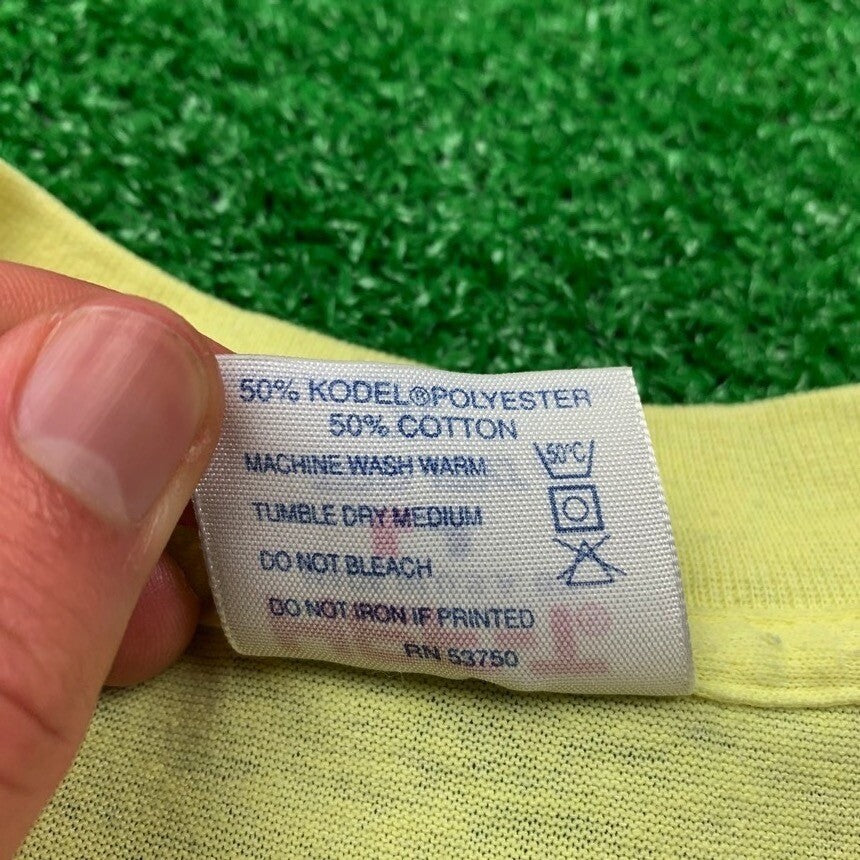 50% KODEL®POLYESTER
50% COTTON
MACHINE WASH WARM
50°C
TUMBLE DRY MEDIUM
DO NOT BLEACH
DO NOT IRON IF PRINTED
RN 53750